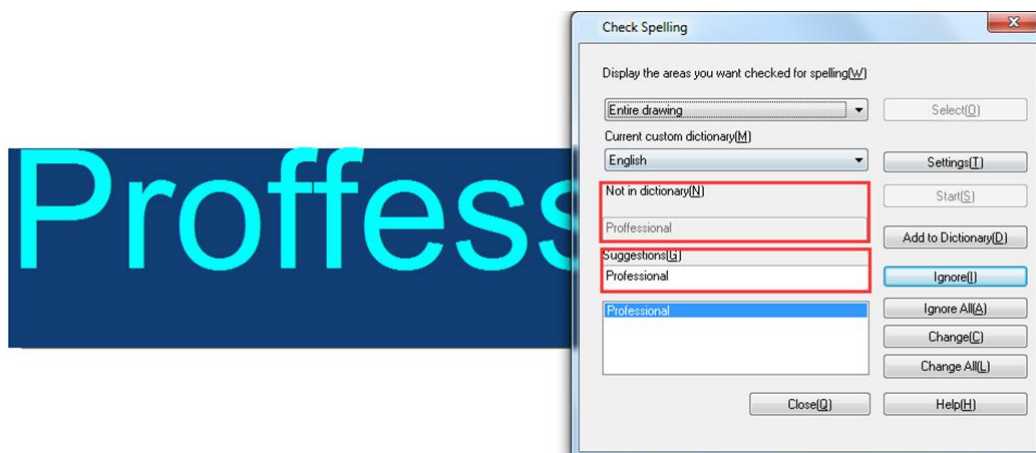 Proffess
Check Spelling
Display the areas you want checked for spelling(W)
Entire drawing
Select(O)
Current custom dictionary(M)
English
Settings(T)
Not in dictionary(N)
Start(S)
Proffessional
Add to Dictionary(D)
Suggestions(G)
Professional
Ignore(I)
Professional
Ignore All(A)
Change(C)
Change All(L)
Close(Q)
Help(H)